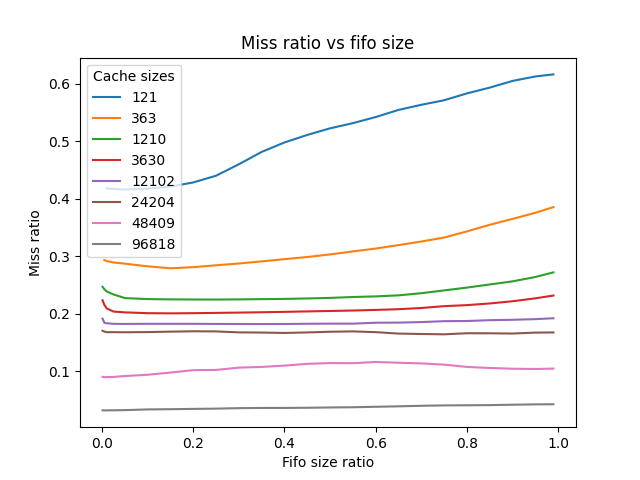 Miss ratio vs fifo size
Cache sizes
121
363
1210
3630
12102
24204
48409
96818
0.6
0.5
0.4
0.3
0.2
0.1
Miss ratio
0.0 0.2 0.4 0.6 0.8 1.0
Fifo size ratio